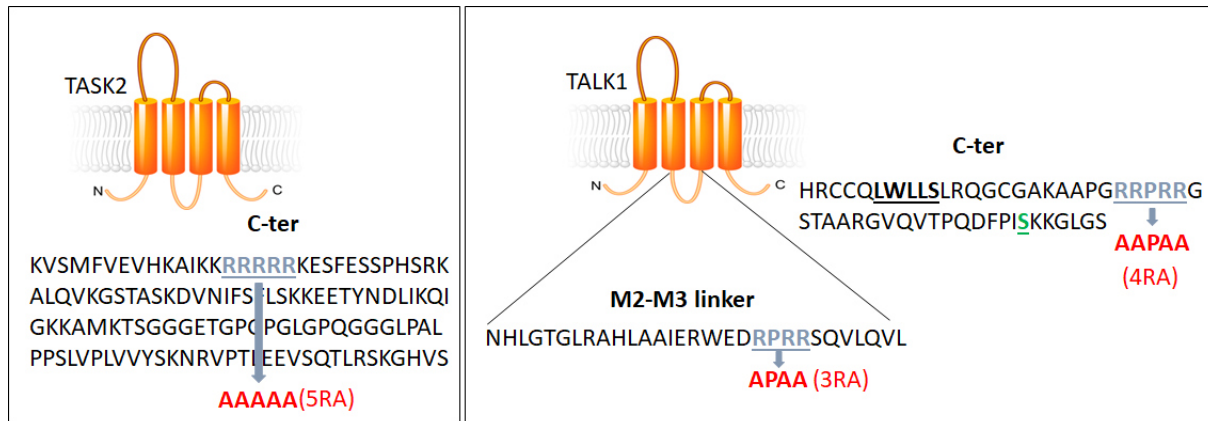 TASK2
N
C
C-ter
KVSMFVEVHKAIKKRRRRRKESFESSPHSRK
ALQVKGSTASKDVNIFSFLSKKEETYNDLIKQI
GKKAMKTSGGGETGPGPGLGPQGGGLPAL
PPSLVPLVVYSKNRVPTLEEVSQTLRSKGHVS
AAAAA(5RA)
TALK1
N
C
C-ter
HRCCQLWLLSLRQGCGAKAAPGRRPRRG
STAARGVQVTPQDFPISKKGLGS
AAPAA
(4RA)
M2-M3 linker
NHLGTGLRAHLAAIERWEDRPRRSQVLQVL
APAA (3RA)